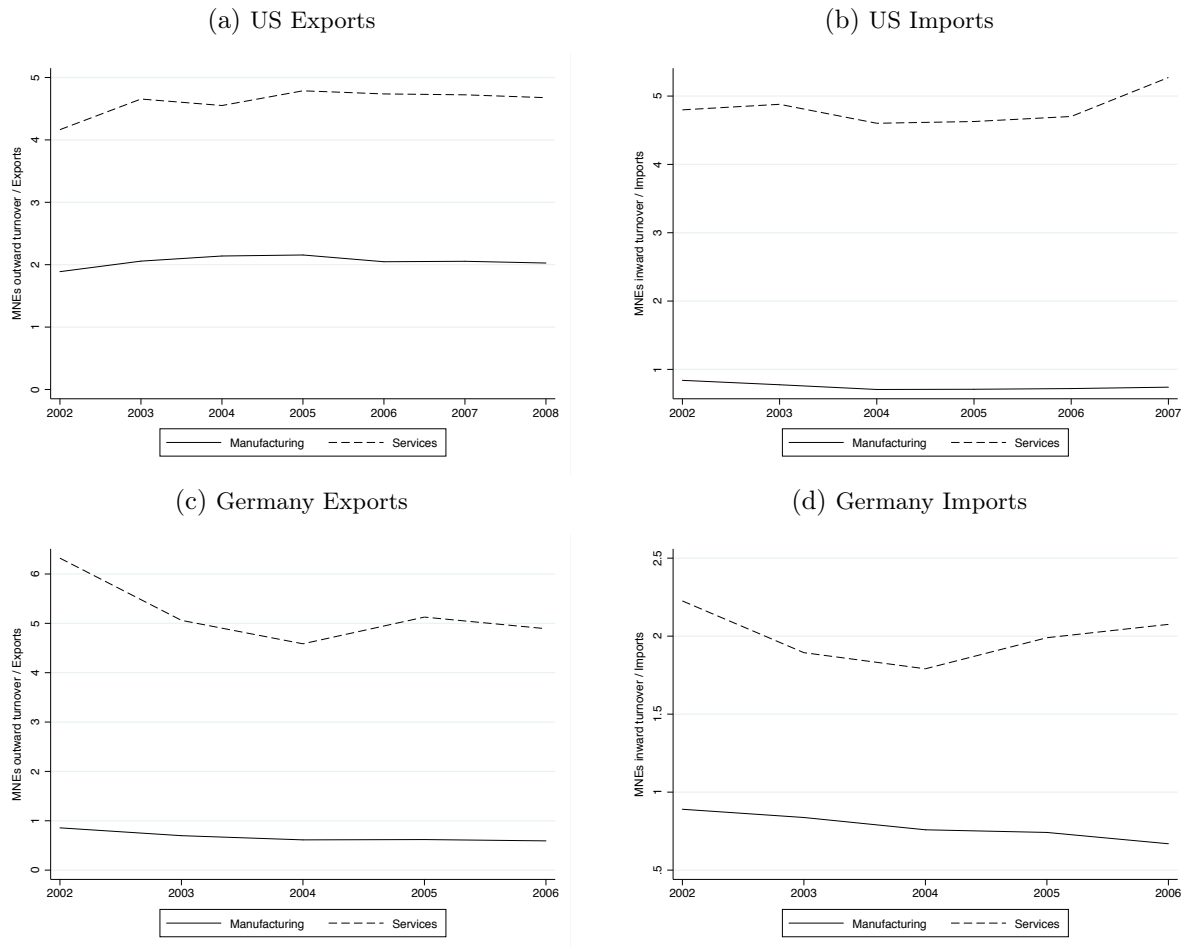 (a) US Exports
MNEs outward turnover / Exports
5
4
3
2
1
0
2002 2003 2004 2005 2006 2007 2008
Manufacturing Services
(b) US Imports
MNEs inward turnover / Imports
5
4
3
2
1
2002 2003 2004 2005 2006 2007
Manufacturing Services
(c) Germany Exports
MNEs outward turnover / Exports
6
5
4
3
2
1
0
2002 2003 2004 2005 2006
Manufacturing Services
(d) Germany Imports
MNEs inward turnover / Imports
2.5
2
1.5
1
.5
2002 2003 2004 2005 2006
Manufacturing Services